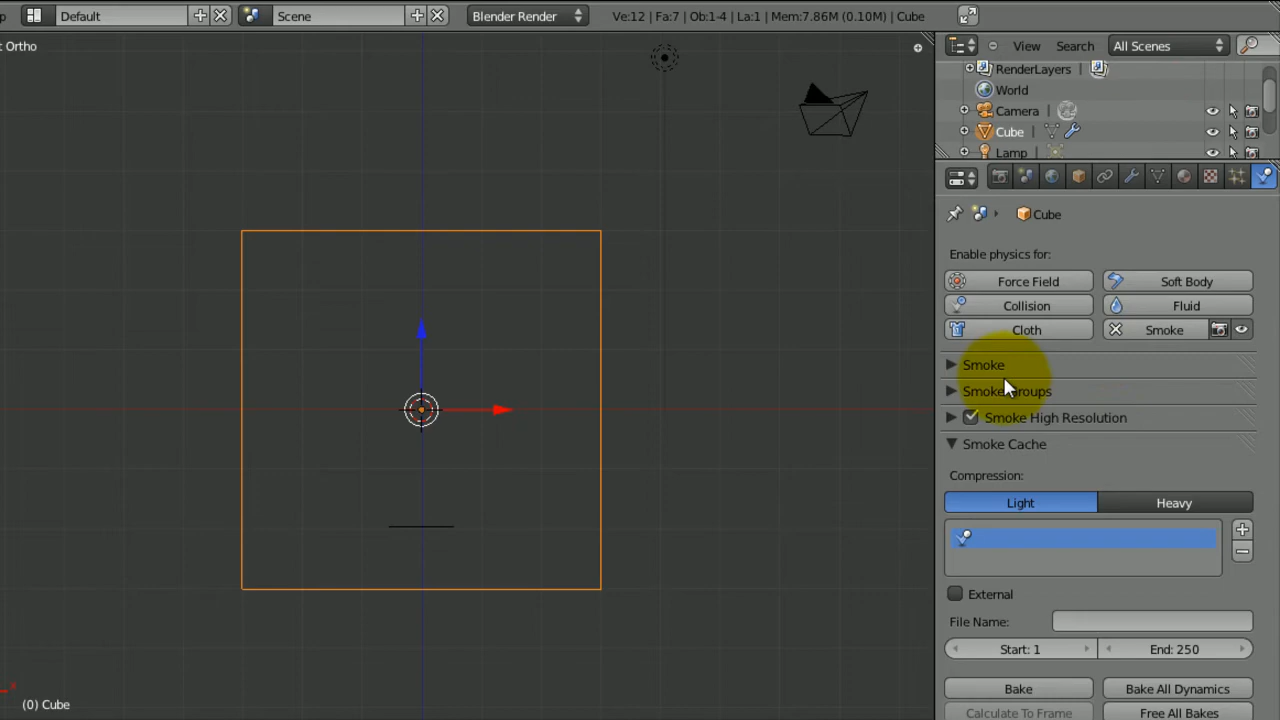 p Default Scene Blender Render Ve:12 | Fa:7 | Ob:1-4 | La:1 | Mem:7.86M (0.10M) | Cube
t Ortho
View Search All Scenes
RenderLayers
World
Camera
Cube
Lamp
Cube
Enable physics for:
Force Field Soft Body
Collision Fluid
Cloth Smoke
Smoke
Smoke Groups
Smoke High Resolution
Smoke Cache
Compression:
Light Heavy
External
File Name:
Start: 1 End: 250
x
Bake Bake All Dynamics
(0) Cube
Calculate To Frame Free All Bakes